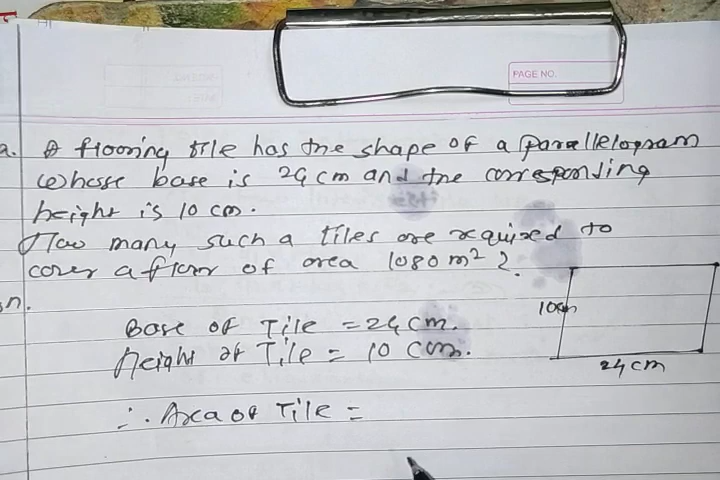 PAGE NO.
a. A flooring tile has the shape of a parallelogram
whose base is 24 cm and the corresponding
height is 10 cm.
How many such a tiles are required to
cover a floor of area 1080 m² ?
on.
10cm
Base of Tile = 24 cm.
Height of Tile = 10 cm.
24 cm
∴. Area of Tile =